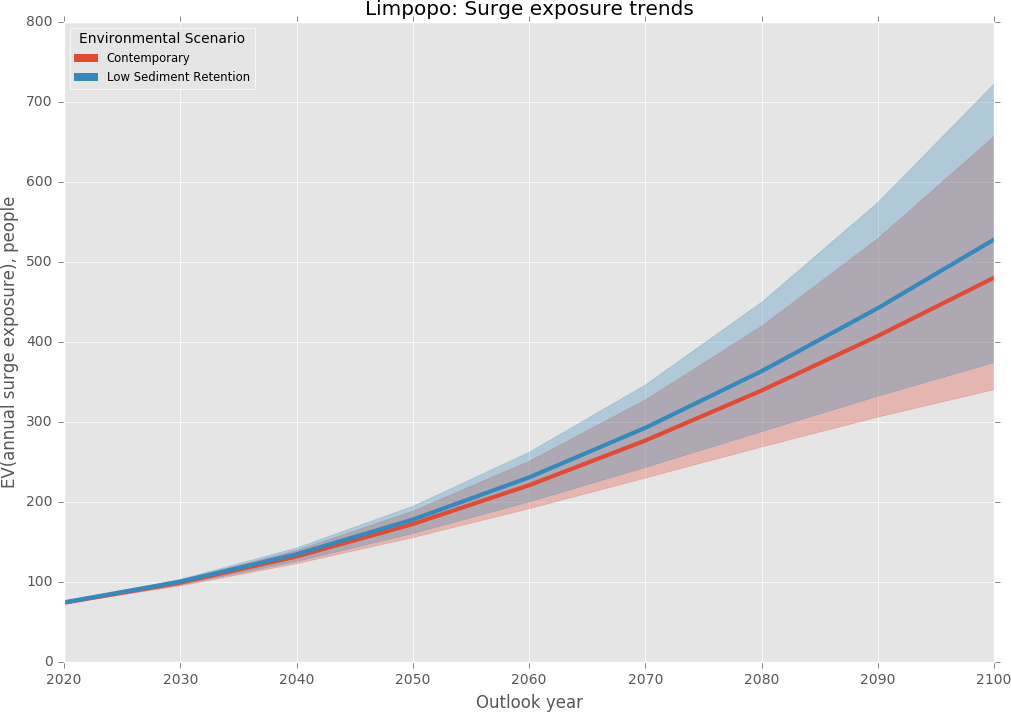 Limpopo: Surge exposure trends
Environmental Scenario
Contemporary
Low Sediment Retention
EV(annual surge exposure), people
800
700
600
500
400
300
200
100
0
2020 2030 2040 2050 2060 2070 2080 2090 2100
Outlook year